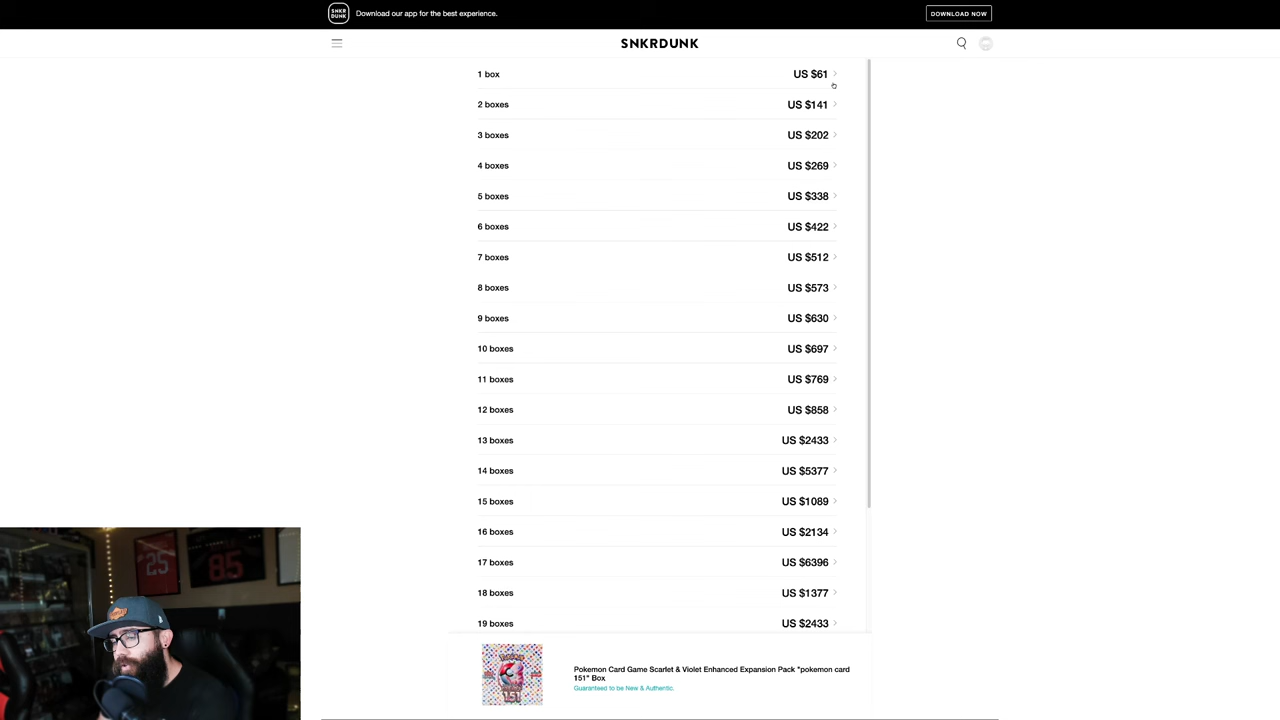 SNKR
DUNK
Download our app for the best experience.
DOWNLOAD NOW
SNKRDUNK
1 box US $61
2 boxes US $141
3 boxes US $202
4 boxes US $269
5 boxes US $338
6 boxes US $422
7 boxes US $512
8 boxes US $573
9 boxes US $630
10 boxes US $697
11 boxes US $769
12 boxes US $858
13 boxes US $2433
14 boxes US $5377
15 boxes US $1089
16 boxes US $2134
17 boxes US $6396
18 boxes US $1377
19 boxes US $2433
25
85
151
Pokemon Card Game Scarlet & Violet Enhanced Expansion Pack "pokemon card
151" Box
Guaranteed to be New & Authentic.